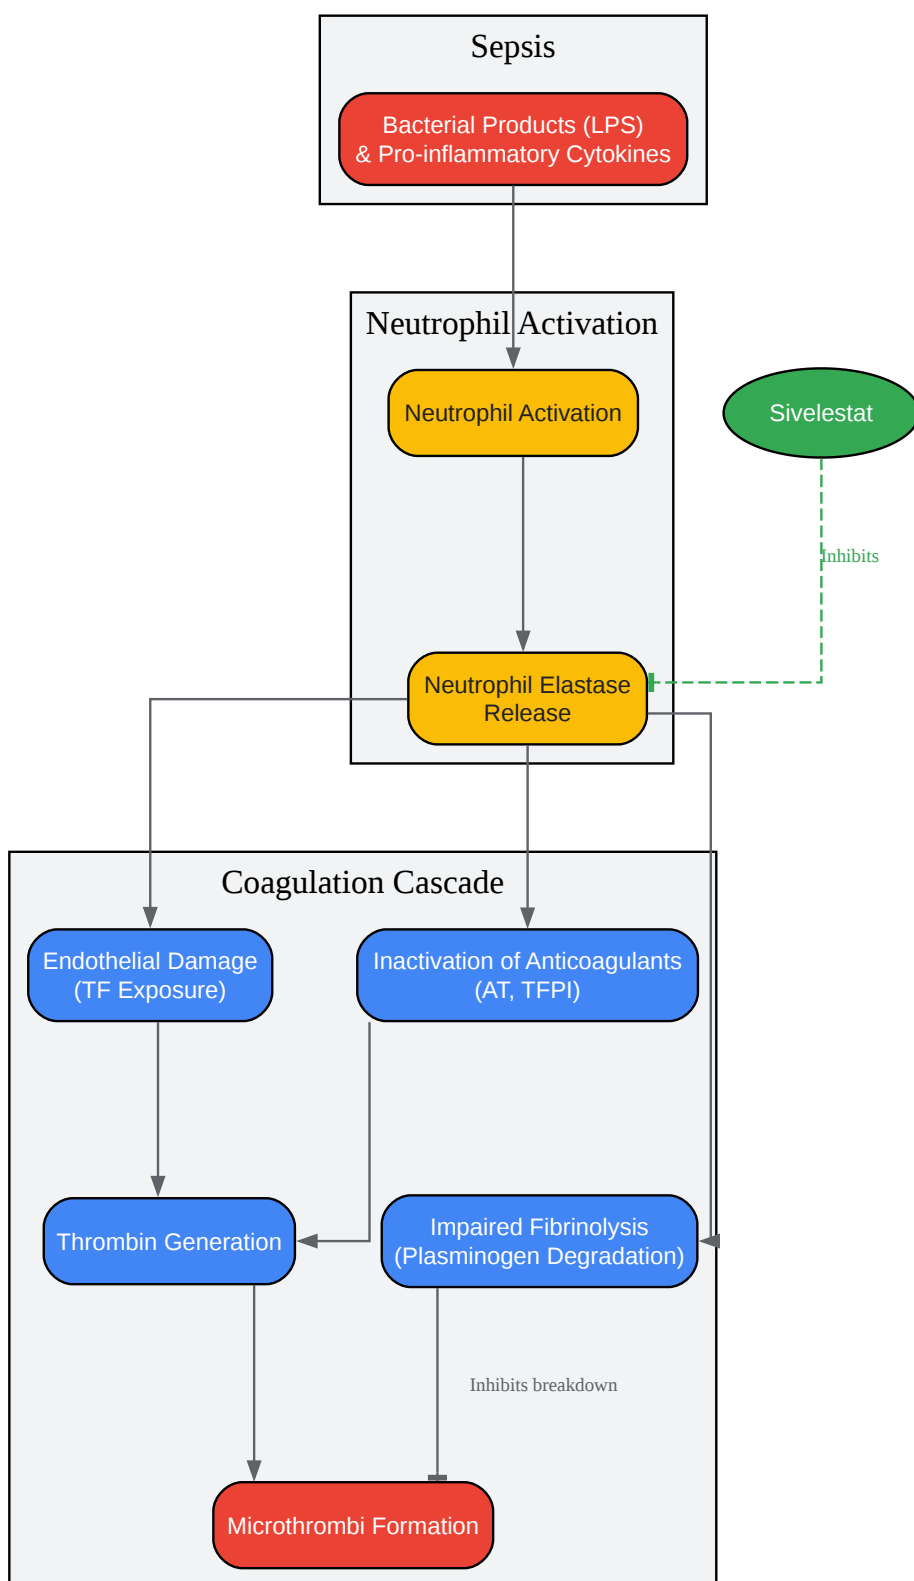 Sepsis
Bacterial Products (LPS)
& Pro-inflammatory Cytokines
Neutrophil Activation
Neutrophil Activation
Sivelestat
Inhibits
Neutrophil Elastase
Release
Coagulation Cascade
Endothelial Damage
(TF Exposure)
Inactivation of Anticoagulants
(AT, TFPI)
Thrombin Generation
Impaired Fibrinolysis
(Plasminogen Degradation)
Inhibits breakdown
Microthrombi Formation